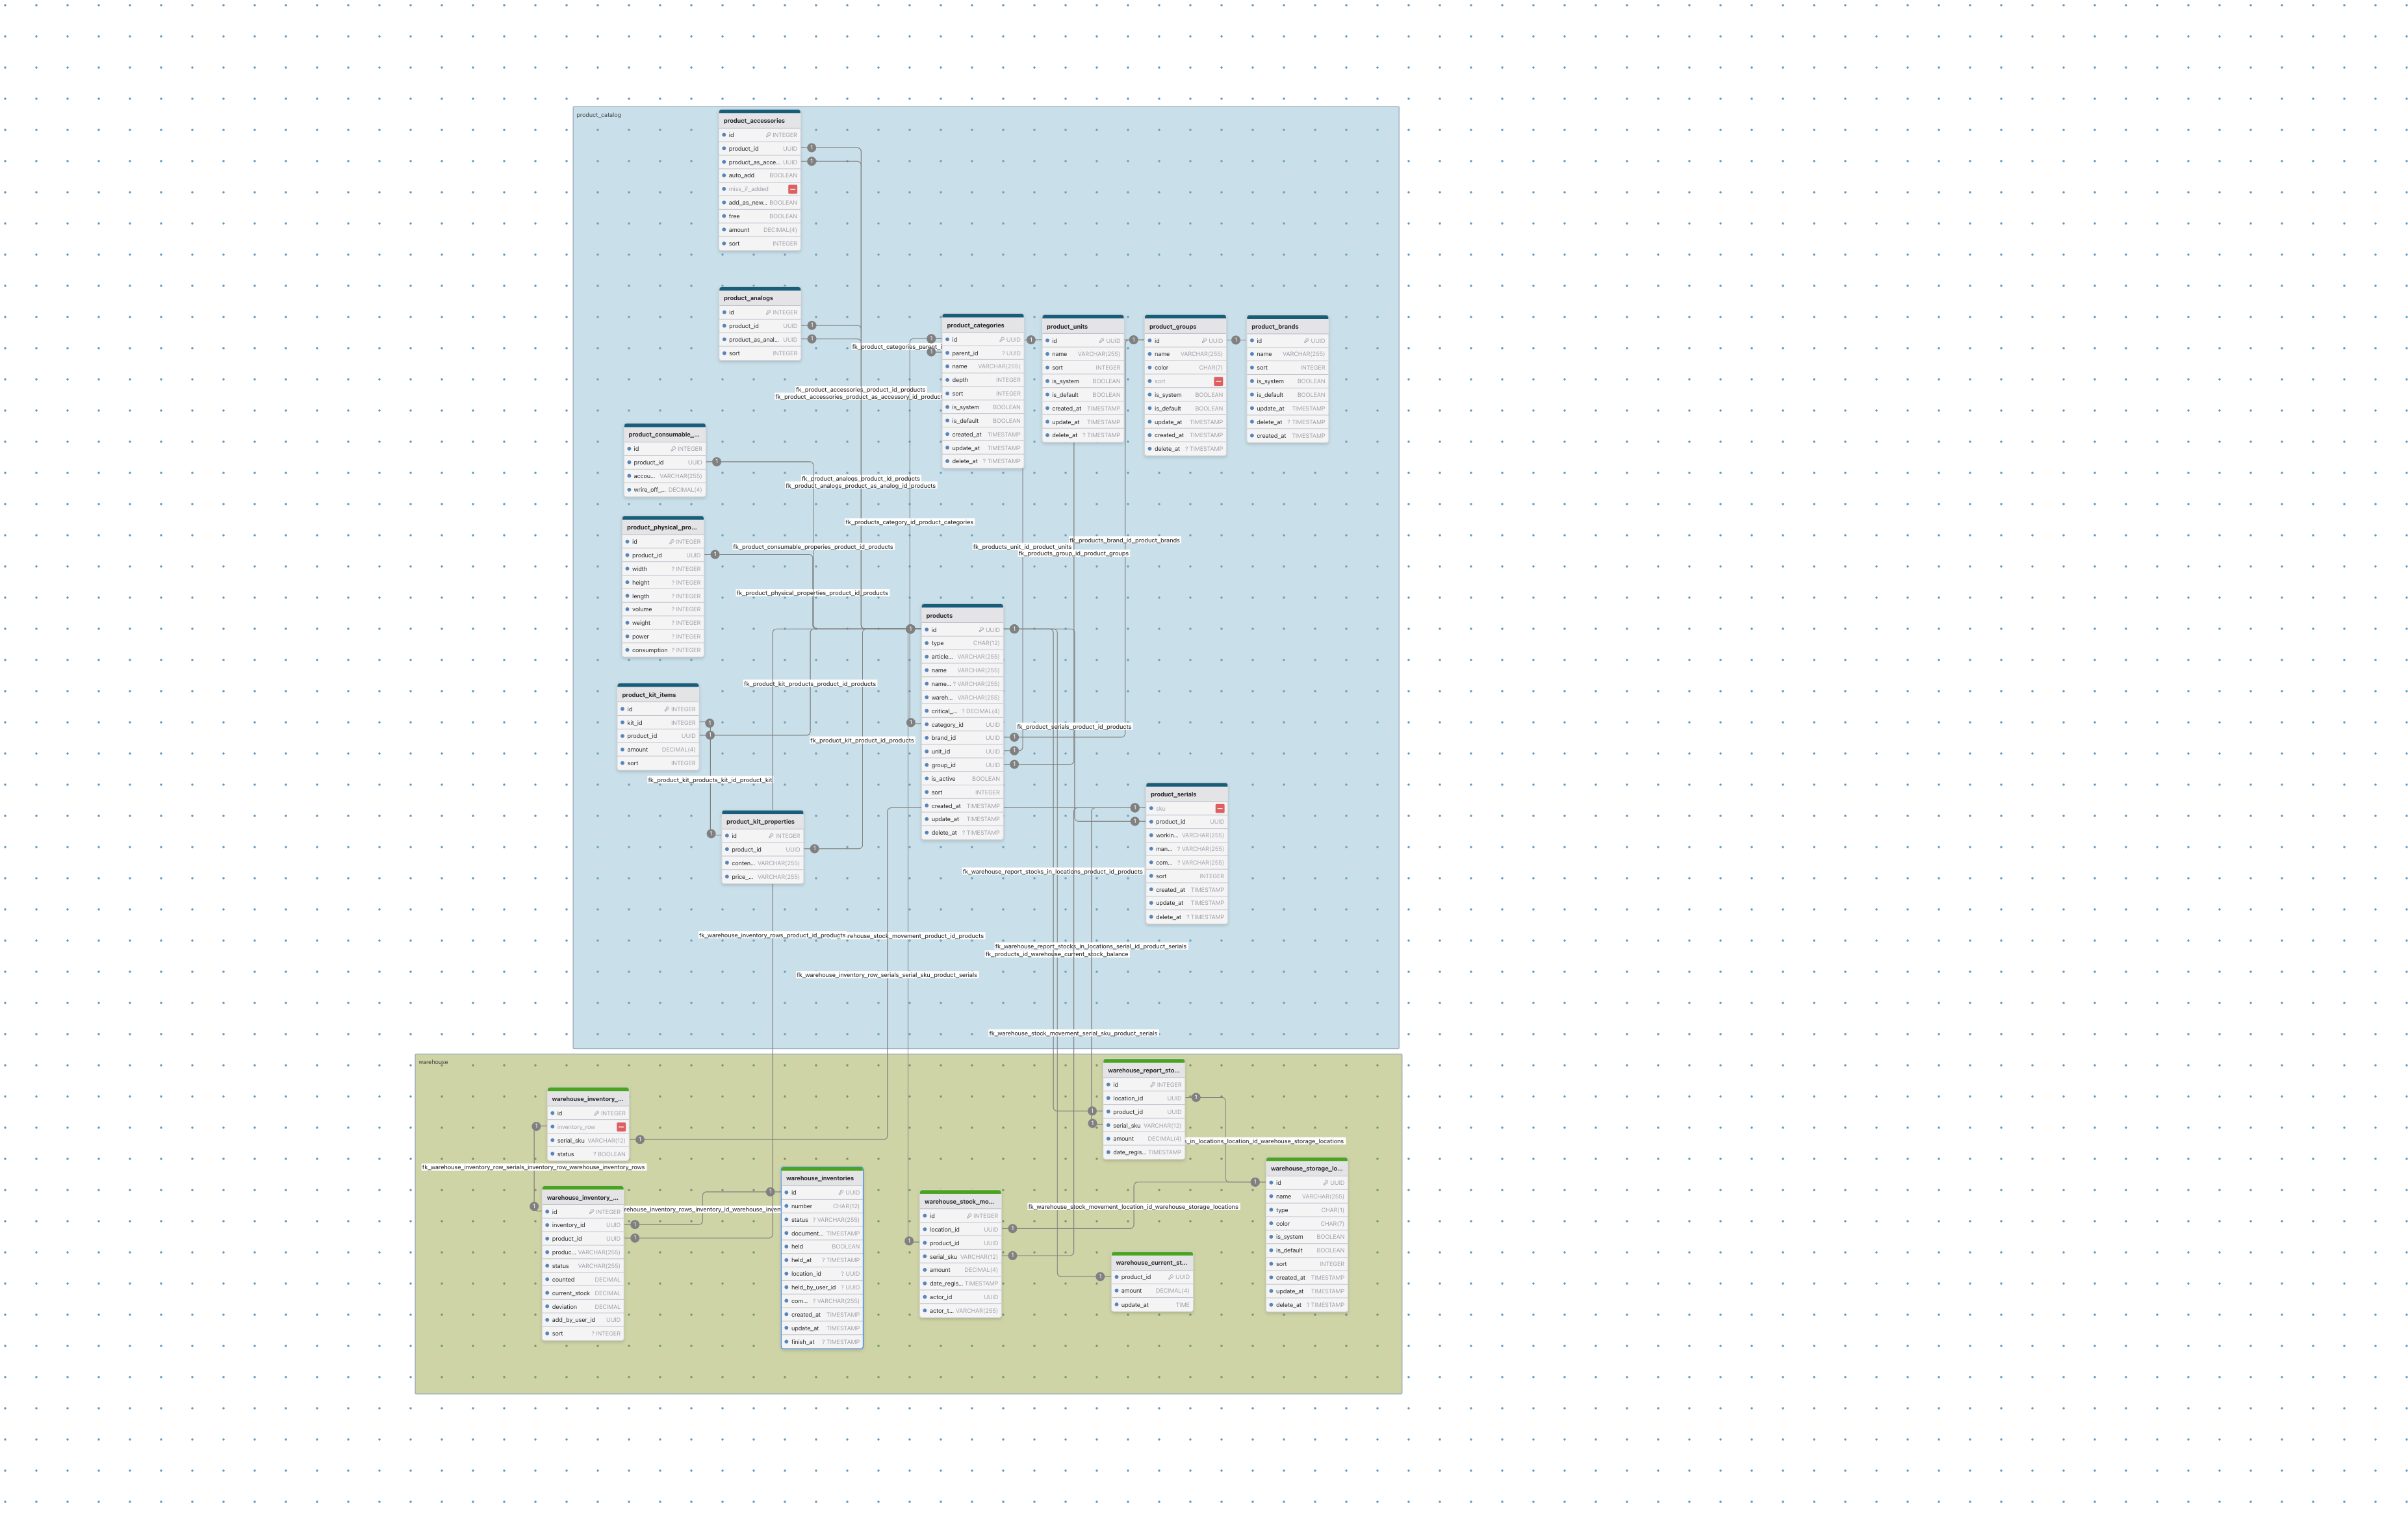 product_catalog
product_accessories
id INTEGER
product_id UUID
product_as_acce... UUID
auto_add BOOLEAN
miss_if_added
add_as_new... BOOLEAN
free BOOLEAN
amount DECIMAL(4)
sort INTEGER
product_analogs
id INTEGER
product_id UUID
product_as_anal... UUID
sort INTEGER
product_categories
id UUID
parent_id ? UUID
name VARCHAR(255)
depth INTEGER
sort INTEGER
is_system BOOLEAN
is_default BOOLEAN
created_at TIMESTAMP
update_at TIMESTAMP
delete_at ? TIMESTAMP
product_units
id UUID
name VARCHAR(255)
sort INTEGER
is_system BOOLEAN
is_default BOOLEAN
created_at TIMESTAMP
update_at TIMESTAMP
delete_at ? TIMESTAMP
product_groups
id UUID
name VARCHAR(255)
color CHAR(7)
sort
is_system BOOLEAN
is_default BOOLEAN
update_at TIMESTAMP
created_at TIMESTAMP
delete_at ? TIMESTAMP
product_brands
id UUID
name VARCHAR(255)
sort INTEGER
is_system BOOLEAN
is_default BOOLEAN
update_at TIMESTAMP
delete_at ? TIMESTAMP
created_at TIMESTAMP
fk_product_categories_parent_i
fk_product_accessories_product_id_products
fk_product_accessories_product_as_accessory_id_product
product_consumable_...
id INTEGER
product_id UUID
accou... VARCHAR(255)
wrire_off_... DECIMAL(4)
fk_product_analogs_product_id_products
fk_product_analogs_product_as_analog_id_products
fk_products_category_id_product_categories
product_physical_pro...
id INTEGER
product_id UUID
width ? INTEGER
height ? INTEGER
length ? INTEGER
volume ? INTEGER
weight ? INTEGER
power ? INTEGER
consumption ? INTEGER
fk_product_consumable_properies_product_id_products
fk_products_brand_id_product_brands
fk_products_unit_id_product_units
fk_products_group_id_product_groups
fk_product_physical_properties_product_id_products
products
id UUID
type CHAR(12)
article... VARCHAR(255)
name VARCHAR(255)
name... ? VARCHAR(255)
wareh... VARCHAR(255)
critical_... ? DECIMAL(4)
category_id UUID
brand_id UUID
unit_id UUID
group_id UUID
is_active BOOLEAN
sort INTEGER
created_at TIMESTAMP
update_at TIMESTAMP
delete_at ? TIMESTAMP
fk_product_kit_products_product_id_products
product_kit_items
id INTEGER
kit_id INTEGER
product_id UUID
amount DECIMAL(4)
sort INTEGER
fk_product_serials_product_id_products
fk_product_kit_product_id_products
fk_product_kit_products_kit_id_product_kit
product_kit_properties
id INTEGER
product_id UUID
conten... VARCHAR(255)
price_... VARCHAR(255)
product_serials
sku
product_id UUID
workin... VARCHAR(255)
man... ? VARCHAR(255)
com... ? VARCHAR(255)
sort INTEGER
created_at TIMESTAMP
update_at TIMESTAMP
delete_at ? TIMESTAMP
fk_warehouse_report_stocks_in_locations_product_id_products
fk_warehouse_inventory_rows_product_id_products
rehouse_stock_movement_product_id_products
fk_warehouse_report_stocks_in_locations_serial_id_product_serials
fk_products_id_warehouse_current_stock_balance
fk_warehouse_inventory_row_serials_serial_sku_product_serials
fk_warehouse_stock_movement_serial_sku_product_serials
warehouse
warehouse_inventory_...
id INTEGER
inventory_row
serial_sku VARCHAR(12)
status ? BOOLEAN
fk_warehouse_inventory_row_serials_inventory_row_warehouse_inventory_rows
warehouse_inventory_...
id INTEGER
inventory_id UUID
product_id UUID
produc... VARCHAR(255)
status VARCHAR(255)
counted DECIMAL
current_stock DECIMAL
deviation DECIMAL
add_by_user_id UUID
sort ? INTEGER
rehouse_inventory_rows_inventory_id_warehouse_inven
warehouse_inventories
id UUID
number CHAR(12)
status ? VARCHAR(255)
document... TIMESTAMP
held BOOLEAN
held_at ? TIMESTAMP
location_id ? UUID
held_by_user_id ? UUID
com... ? VARCHAR(255)
created_at TIMESTAMP
update_at TIMESTAMP
finish_at ? TIMESTAMP
warehouse_stock_mo...
id INTEGER
location_id UUID
product_id UUID
serial_sku VARCHAR(12)
amount DECIMAL(4)
date_regis... TIMESTAMP
actor_id UUID
actor_t... VARCHAR(255)
warehouse_report_sto...
id INTEGER
location_id UUID
product_id UUID
serial_sku VARCHAR(12)
amount DECIMAL(4)
date_regis... TIMESTAMP
_in_locations_location_id_warehouse_storage_locations
fk_warehouse_stock_movement_location_id_warehouse_storage_locations
warehouse_current_st...
product_id UUID
amount DECIMAL(4)
update_at TIME
warehouse_storage_lo...
id UUID
name VARCHAR(255)
type CHAR(1)
color CHAR(7)
is_system BOOLEAN
is_default BOOLEAN
sort INTEGER
created_at TIMESTAMP
update_at TIMESTAMP
delete_at ? TIMESTAMP